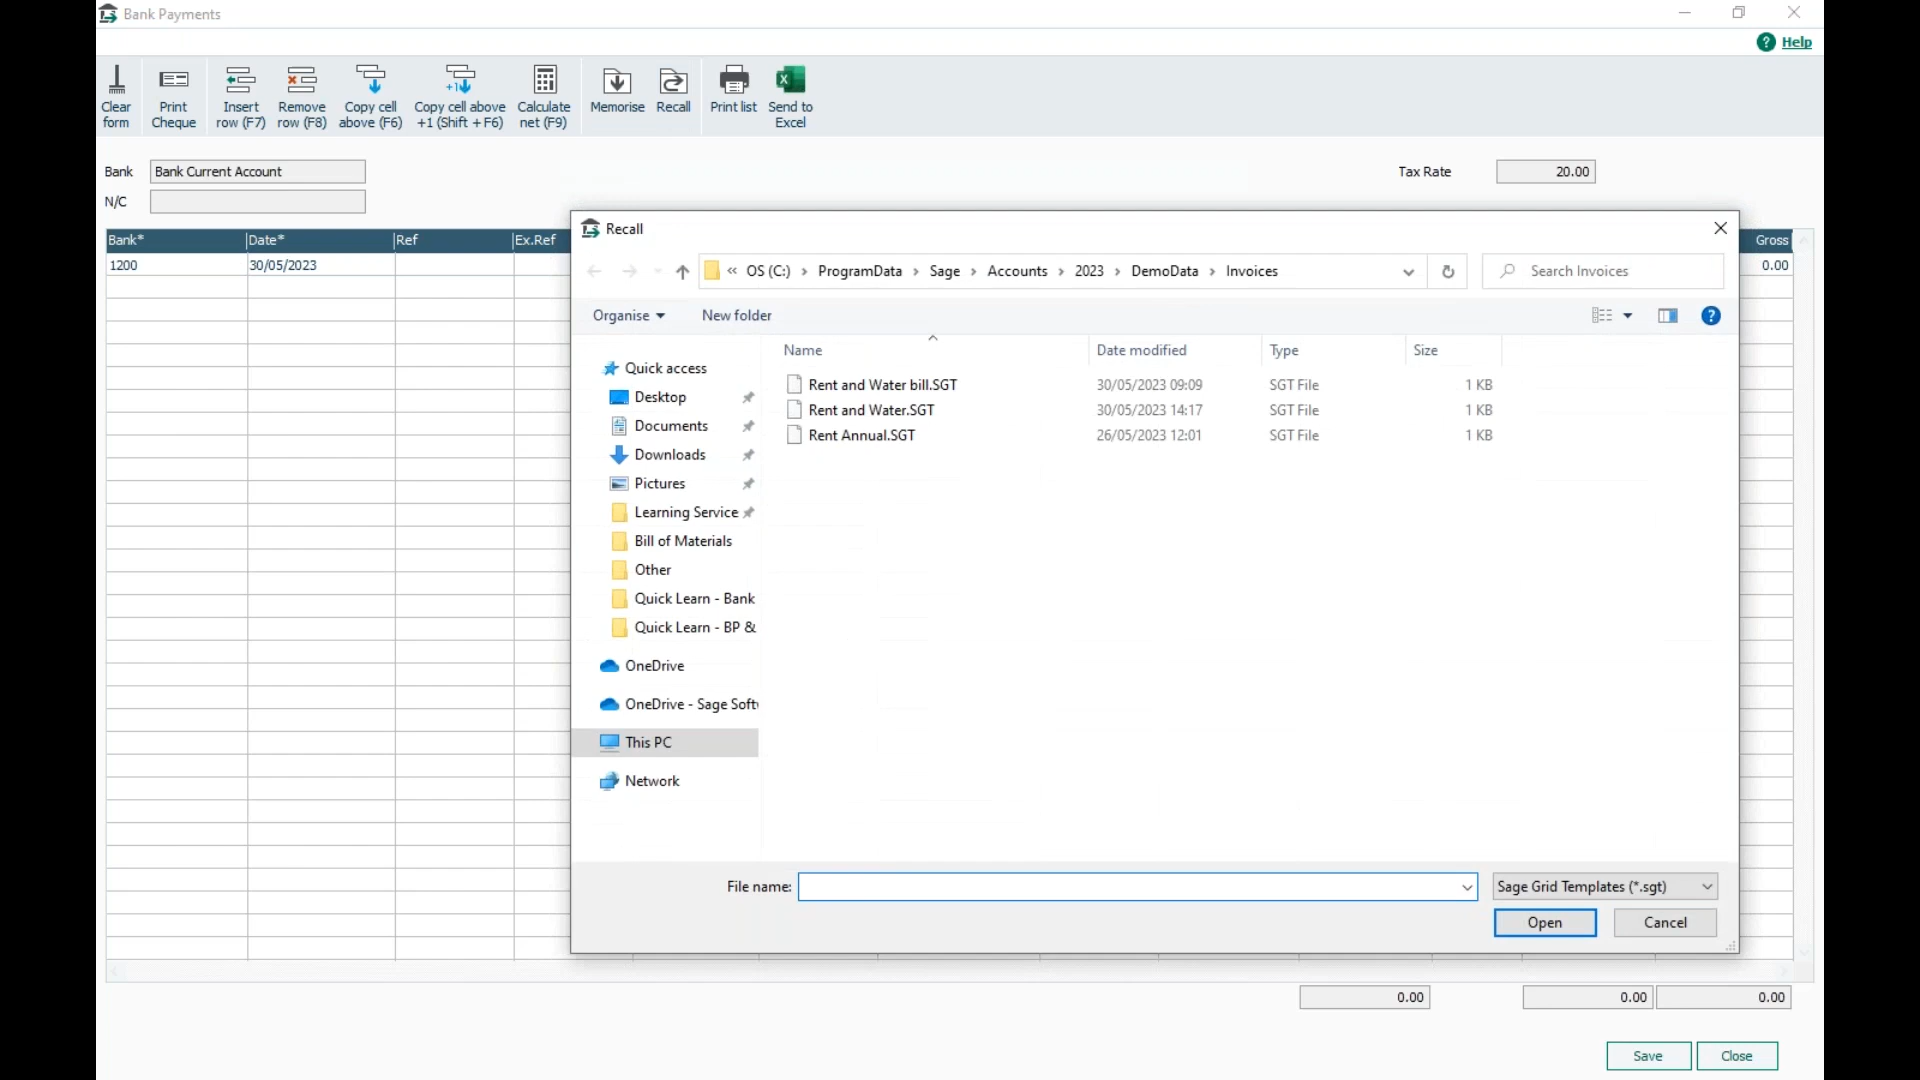 Bank Payments
Help
Clear form
Print Cheque
Insert row (F7)
Remove row (F8)
Copy cell above (F6)
Copy cell above +1 (Shift + F6)
Calculate net (F9)
Memorise
Recall
Print list
Send to Excel
Bank
Bank Current Account
Tax Rate
20.00
N/C
Bank* Date* Ref Ex.Ref Gross
1200 30/05/2023 0.00
Recall
« OS (C:) › ProgramData › Sage › Accounts › 2023 › DemoData › Invoices
Search Invoices
Organise
New folder
Name Date modified Type Size
Rent and Water bill.SGT 30/05/2023 09:09 SGT File 1 KB
Rent and Water.SGT 30/05/2023 14:17 SGT File 1 KB
Rent Annual.SGT 26/05/2023 12:01 SGT File 1 KB
Quick access
Desktop
Documents
Downloads
Pictures
Learning Service
Bill of Materials
Other
Quick Learn - Bank
Quick Learn - BP &
OneDrive
OneDrive - Sage Soft
This PC
Network
File name:
Sage Grid Templates (*.sgt)
Open
Cancel
0.00 0.00 0.00
Save
Close